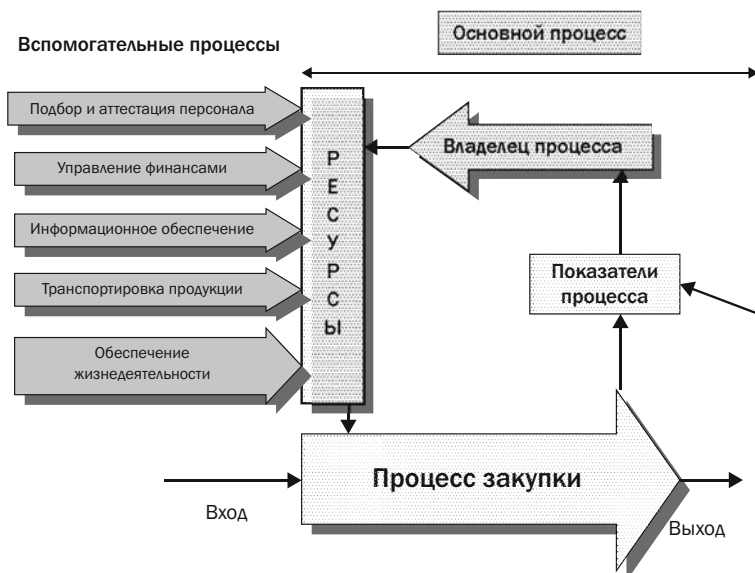 Вспомогательные процессы
Основной процесс
Подбор и аттестация персонала
Управление финансами
Информационное обеспечение
Транспортировка продукции
Обеспечение
жизнедеятельности
РЕСУРСЫ
Владелец процесса
Показатели
процесса
Процесс закупки
Вход
Выход